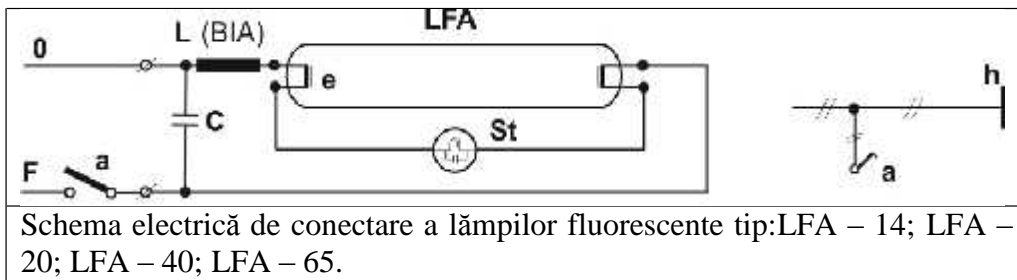 L (BIA)
LFA
0
e
h
C
St
F
a
a
Schema electrică de conectare a lămpilor fluorescente tip:LFA – 14; LFA –
20; LFA – 40; LFA – 65.